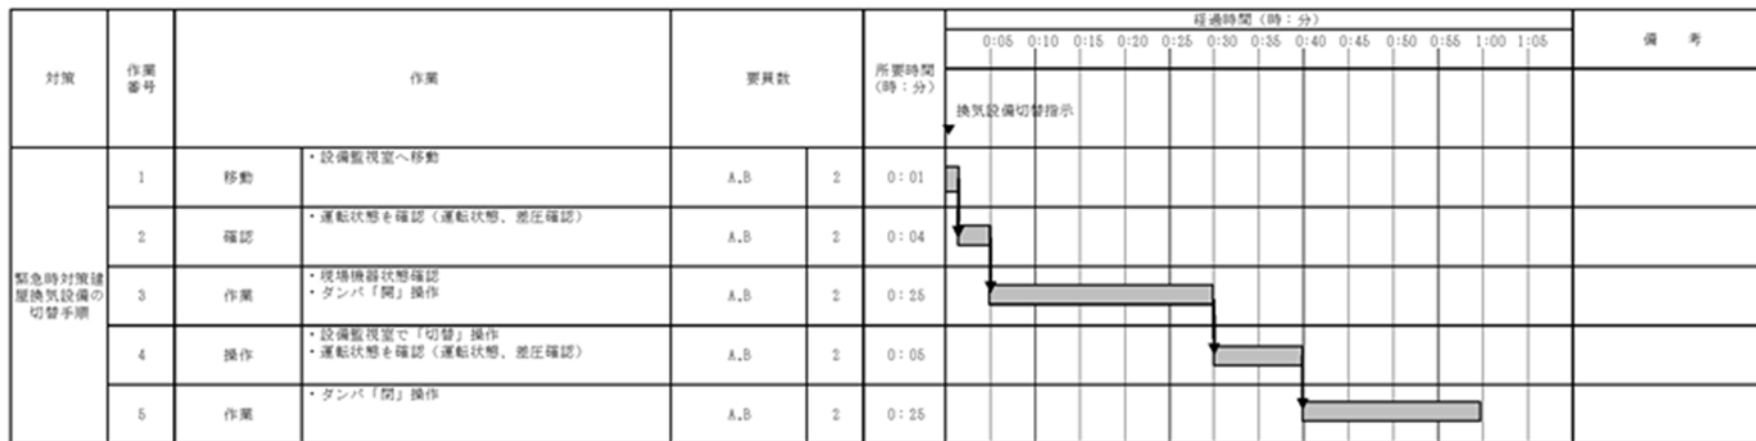 対策
作業
番号
作業
要員数
所要時間
(時:分)
経過時間(時:分)
0:05 0:10 0:15 0:20 0:25 0:30 0:35 0:40 0:45 0:50 0:55 1:00 1:05
備 考
換気設備切替指示
緊急時対策建
屋換気設備の
切替手順
1 移動 ・設備監視室へ移動 A,B 2 0:01
2 確認 ・運転状態を確認(運転状態、差圧確認) A,B 2 0:04
3 作業 ・現場機器状態確認
・ダンパ「開」操作 A,B 2 0:25
4 操作 ・設備監視室で「切替」操作
・運転状態を確認(運転状態、差圧確認) A,B 2 0:05
5 作業 ・ダンパ「閉」操作 A,B 2 0:25